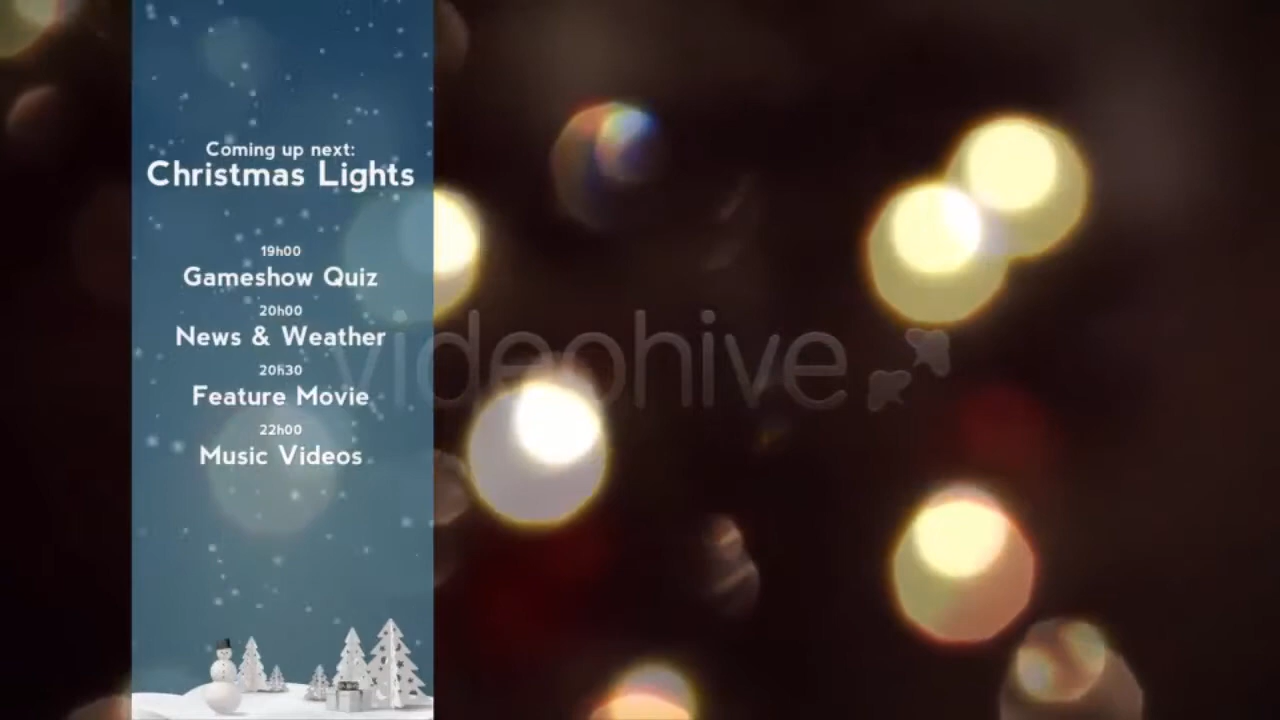 Coming up next:
Christmas Lights
19h00
Gameshow Quiz
20h00
News & Weather
20h30
Feature Movie
22h00
Music Videos
videohive